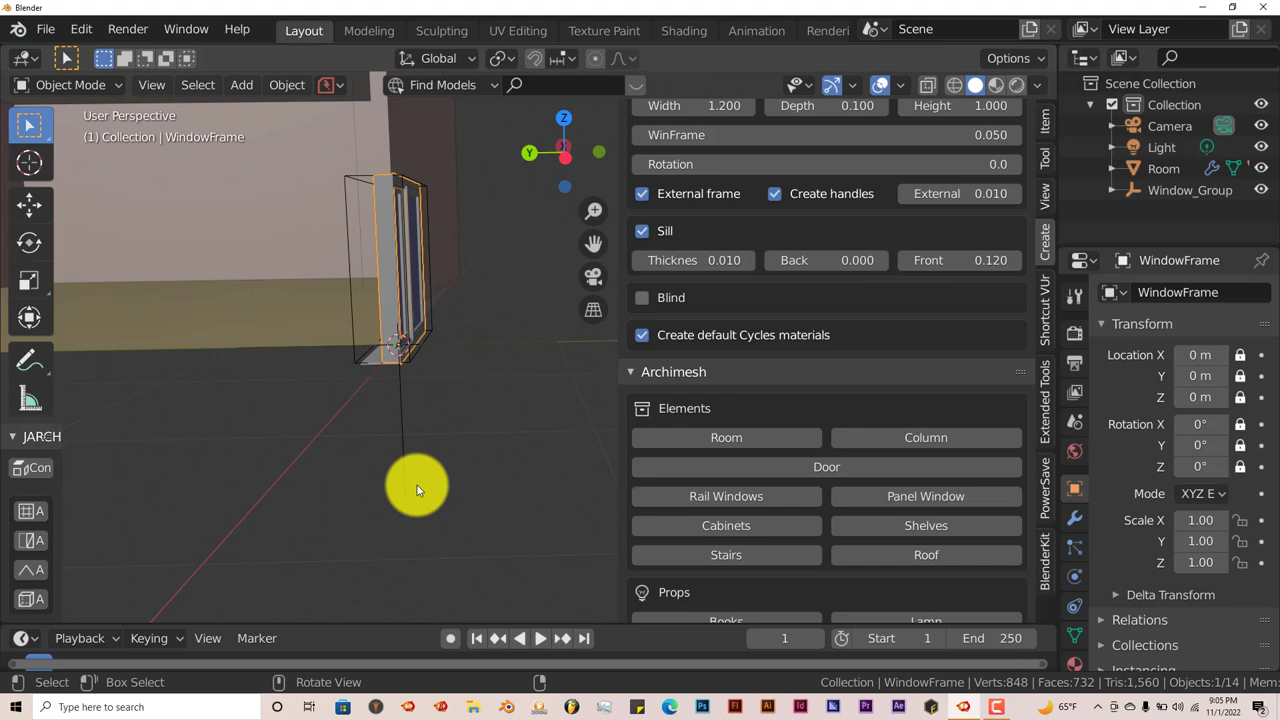 Blender
File Edit Render Window Help Layout Modeling Sculpting UV Editing Texture Paint Shading Animation Renderi Scene View Layer
Global Options
Object Mode View Select Add Object Find Models
User Perspective
(1) Collection | WindowFrame
Z
Y
X
JARCH
Con
A
A
A
A
Width 1.200 Depth 0.100 Height 1.000
WinFrame 0.050
Rotation 0.0
External frame Create handles External 0.010
Sill
Thicknes 0.010 Back 0.000 Front 0.120
Blind
Create default Cycles materials
Archimesh
Elements
Room Column
Door
Rail Windows Panel Window
Cabinets Shelves
Stairs Roof
Props
Books Lamp
Item
Tool
View
Create
Shortcut VUr
Extended Tools
PowerSave
BlenderKit
Scene Collection
Collection
Camera
Light
Room
Window_Group
WindowFrame
WindowFrame
Transform
Location X 0 m
Y 0 m
Z 0 m
Rotation X 0°
Y 0°
Z 0°
Mode XYZ E
Scale X 1.00
Y 1.00
Z 1.00
Delta Transform
Relations
Collections
Instancing
Playback Keying View Marker 1 Start 1 End 250
Select Box Select Rotate View Collection | WindowFrame | Verts:848 | Faces:732 | Tris:1,560 | Objects:1/14 | Mem:
Type here to search
65°F
9:05 PM
11/1/2022